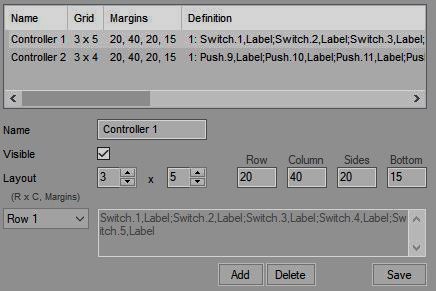 Name Grid Margins Definition
Controller 1 3 x 5 20, 40, 20, 15 1: Switch.1,Label;Switch.2,Label;Switch.3,Label;
Controller 2 3 x 4 20, 40, 20, 15 1: Push.9,Label;Push.10,Label;Push.11,Label;Pus
Name Controller 1
Visible
Row Column Sides Bottom
Layout 3 x 5 20 40 20 15
(R x C, Margins)
Row 1 Switch.1,Label;Switch.2,Label;Switch.3,Label;Switch.4,Label;Sw
itch.5,Label
Add Delete Save